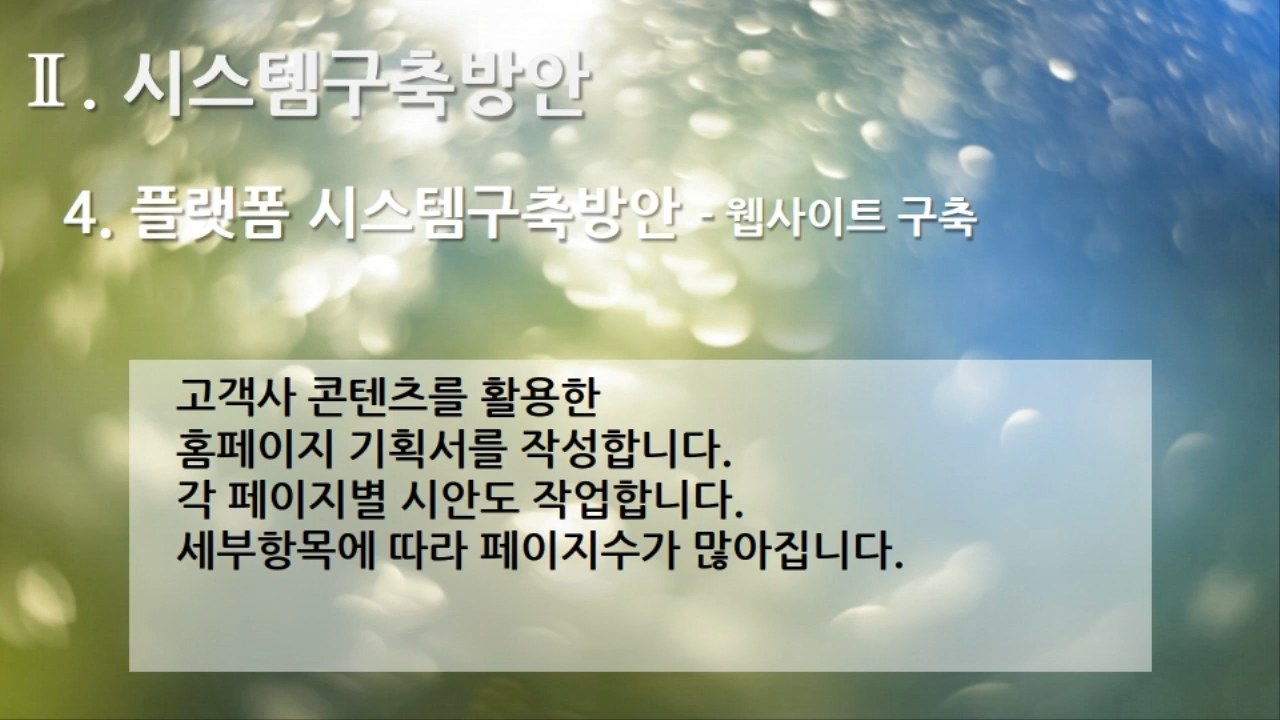 Ⅱ. 시스템구축방안
4. 플랫폼 시스템구축방안 - 웹사이트 구축
고객사 콘텐츠를 활용한
홈페이지 기획서를 작성합니다.
각 페이지별 시안도 작업합니다.
세부항목에 따라 페이지수가 많아집니다.